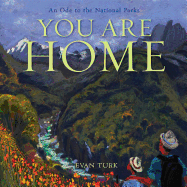 An Ode to the National Parks
YOU ARE
HOME
EVAN TURK